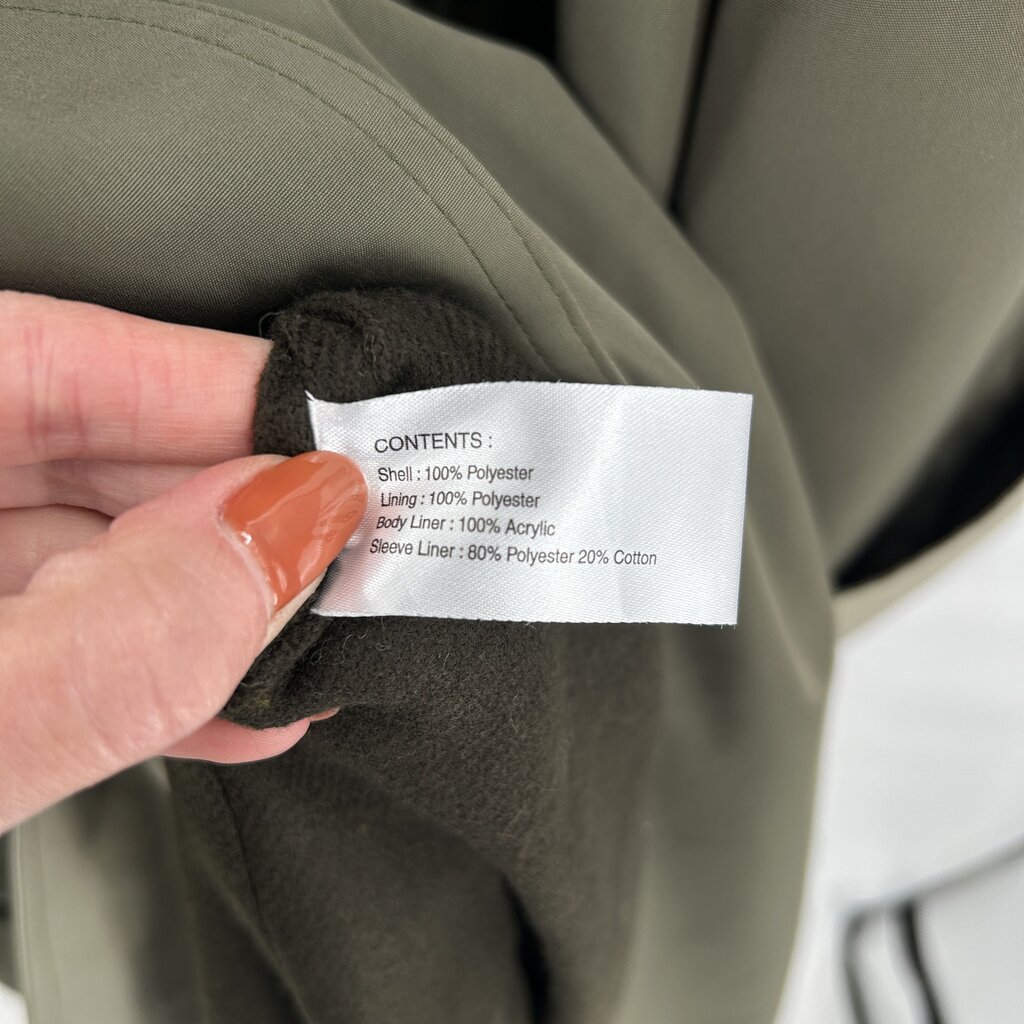 CONTENTS :
Shell : 100% Polyester
Lining : 100% Polyester
Body Liner : 100% Acrylic
Sleeve Liner : 80% Polyester 20% Cotton